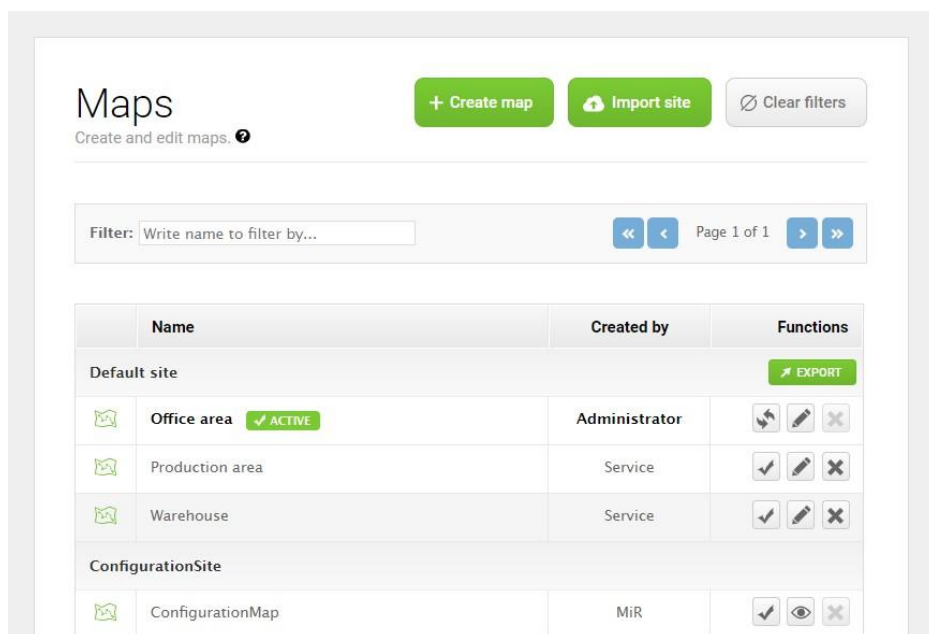 Maps
Create and edit maps.
+ Create map
Import site
Clear filters
Filter: Write name to filter by...
Page 1 of 1
Name Created by Functions
Default site EXPORT
Office area ACTIVE Administrator
Production area Service
Warehouse Service
ConfigurationSite
ConfigurationMap MiR